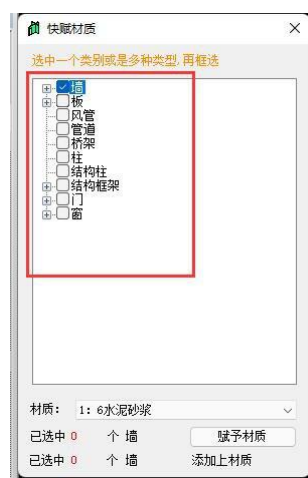 快赋材质
选中一个类别或是多种类型,再框选
墙
板
风管
管道
桥架
柱
结构柱
结构框架
门
窗
材质: 1: 6水泥砂浆
已选中 0 个 墙 赋予材质
已选中 0 个 墙 添加上材质